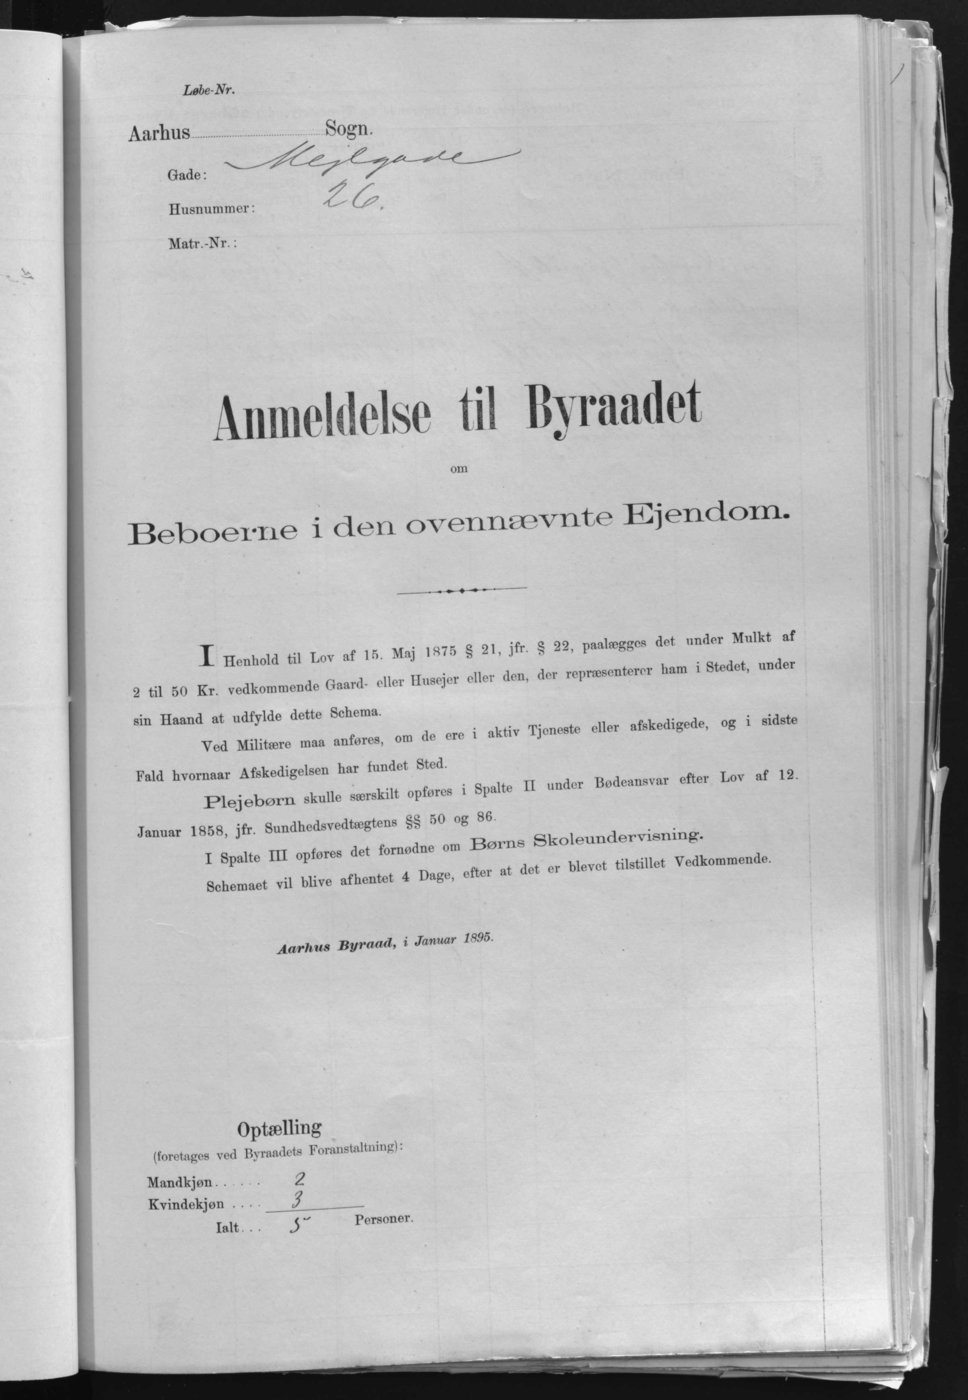 Løbe-Nr.
Aarhus Sogn.
Gade: Mejlgade
Husnummer: 26.
Matr.-Nr.:
Anmeldelse til Byraadet
om
Beboerne i den ovennævnte Ejendom.
I Henhold til Lov af 15. Maj 1875 § 21, jfr. § 22, paalægges det under Mulkt af
2 til 50 Kr. vedkommende Gaard- eller Husejer eller den, der repræsenterer ham i Stedet, under
sin Haand at udfylde dette Schema.
Ved Militære maa anføres, om de ere i aktiv Tjeneste eller afskedigede, og i sidste
Fald hvornaar Afskedigelsen har fundet Sted.
Plejebørn skulle særskilt opføres i Spalte II under Bødeansvar efter Lov af 12.
Januar 1858, jfr. Sundhedsvedtægtens §§ 50 og 86.
I Spalte III opføres det fornødne om Børns Skoleundervisning.
Schemaet vil blive afhentet 4 Dage, efter at det er blevet tilstillet Vedkommende.
Aarhus Byraad, i Januar 1895.
Optælling
(foretages ved Byraadets Foranstaltning):
Mandkjøn...... 2
Kvindekjøn .... 3
Ialt... 5 Personer.